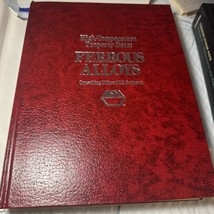 High-Temperature
Property Data:
FERROUS
ALLOYS